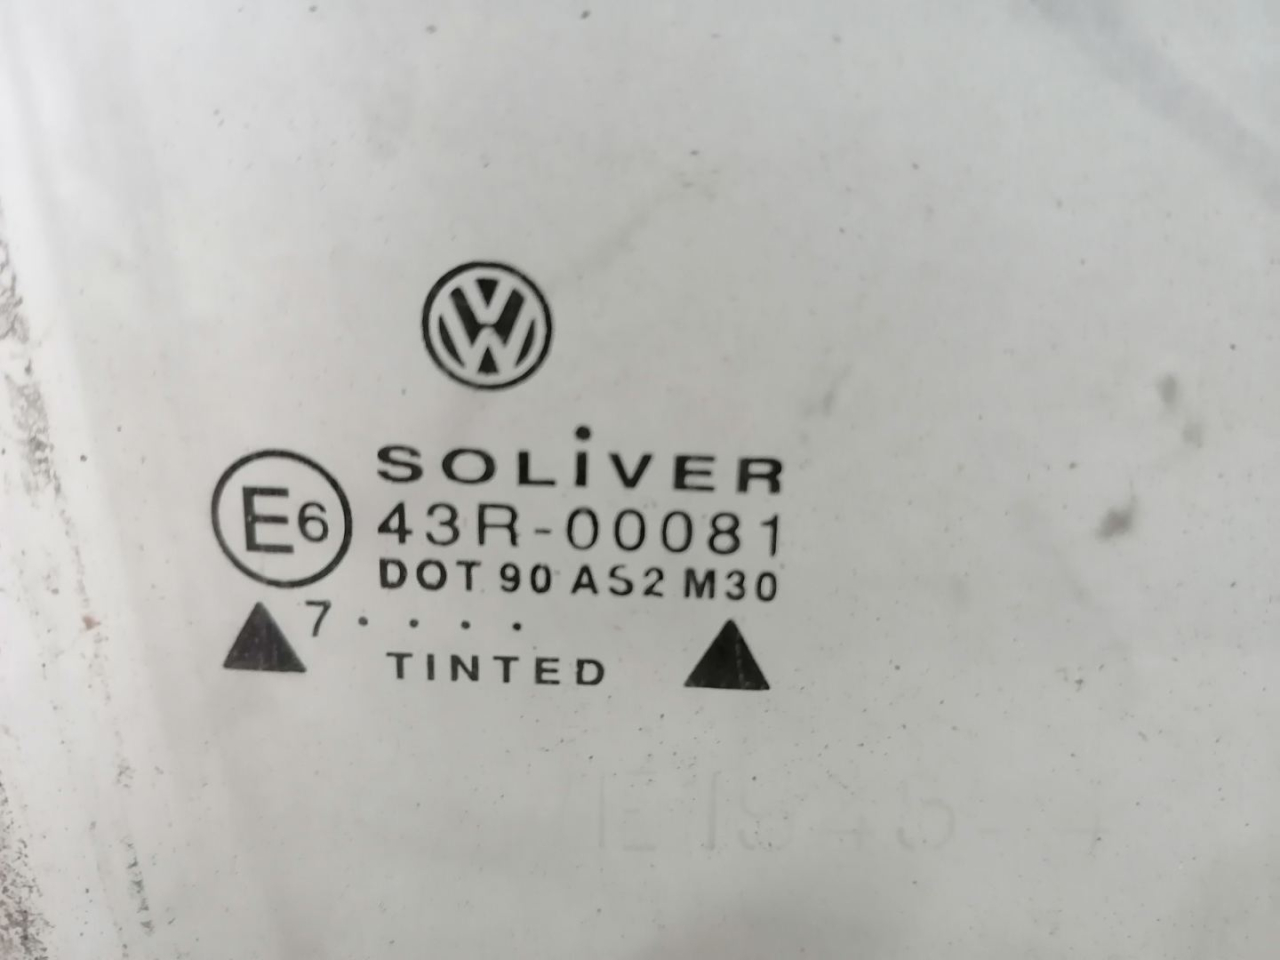 SOLiVER
E6 43R-00081
DOT 90 AS2 M30
7 . . . .
TINTED